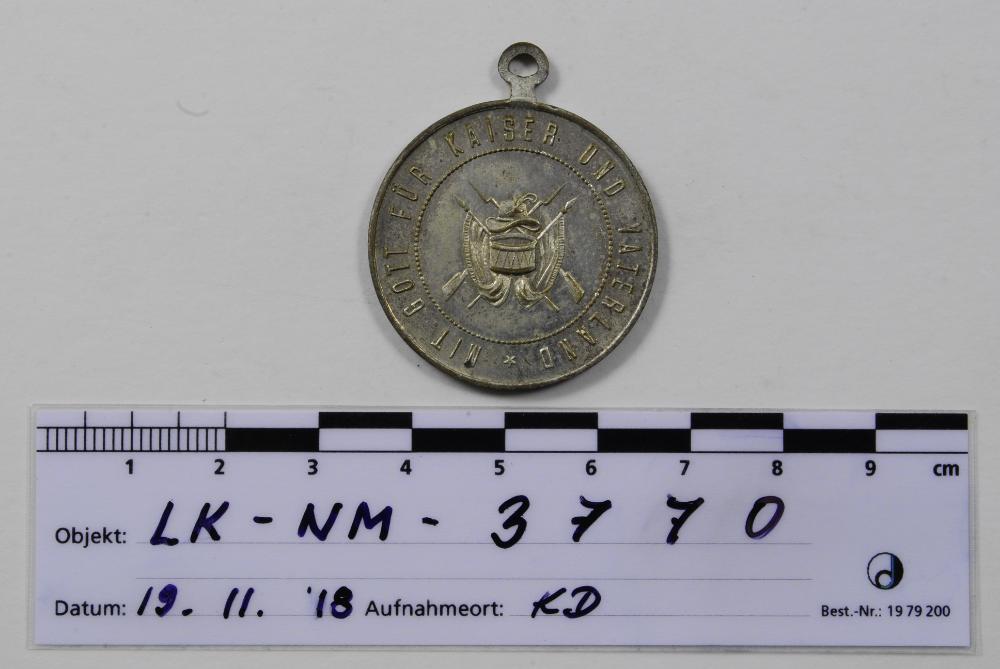 MIT GOTT FÜR KAISER UND VATERLAND *
1 2 3 4 5 6 7 8 9 cm
Objekt: LK - NM - 3770
Datum: 19. 11. '18 Aufnahmeort: KD
Best.-Nr.: 19 79 200